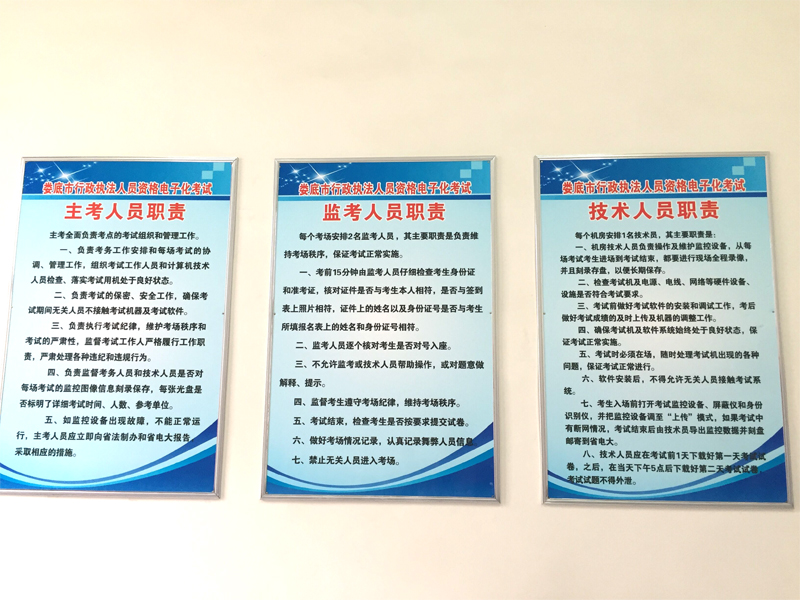 娄底市行政执法人员资格电子化考试
主考人员职责
主考全面负责考点的考试组织和管理工作。
一、负责考务工作安排和每场考试的协
调、管理工作，组织考试工作人员和计算机技术
人员检查、落实考试用机处于良好状态。
二、负责考试的保密、安全工作，确保考
试期间无关人员不接触考试机器及考试软件。
三、负责执行考试纪律，维护考场秩序和
考试的严肃性，监督考试工作人严格履行工作职
责，严肃处理各种违纪和违规行为。
四、负责监督考务人员和技术人员是否对
每场考试的监控图像信息刻录保存，每张光盘是
否标明了详细考试时间、人数、参考单位。
五、如监控设备出现故障，不能正常运
行，主考人员应立即向省法制办和省电大报告，
采取相应的措施。
娄底市行政执法人员资格电子化考试
监考人员职责
每个考场安排2名监考人员，其主要职责是负责维
持考场秩序，保证考试正常实施。
一、考前15分钟由监考人员仔细检查考生身份证
和准考证，核对证件是否与考生本人相符，是否与签到
表上照片相符，证件上的姓名以及身份证号是否与考生
所填报名表上的姓名和身份证号相符。
二、监考人员逐个核对考生是否对号入座。
三、不允许监考或技术人员帮助操作，或对题意做
解释、提示。
四、监督考生遵守考场纪律，维持考场秩序。
五、考试结束，检查考生是否按要求提交试卷。
六、做好考场情况记录，认真记录舞弊人员信息。
七、禁止无关人员进入考场。
娄底市行政执法人员资格电子化考试
技术人员职责
每个机房安排1名技术员，其主要职责是：
一、机房技术人员负责操作及维护监控设备，从每
场考试考生进场到考试结束，都要进行现场全程录像，
并且刻录存盘，以便长期保存。
二、检查考试机及电源、电线、网络等硬件设备、
设施是否符合考试要求。
三、考试前做好考试软件的安装和调试工作，考后
做好考试成绩的及时上传及机器的调整工作。
四、确保考试机及软件系统始终处于良好状态，保
证考试正常实施。
五、考试时必须在场，随时处理考试机出现的各种
问题，保证考试正常进行。
六、软件安装后，不得允许无关人员接触考试系
统。
七、考生入场前打开考试监控设备、屏蔽仪和身份
识别仪，并把监控设备调至“上传”模式，如果考试中
有断网情况，考试结束后由技术员导出监控数据并刻盘
邮寄到省电大。
八、技术人员应在考试前1天下载好第一天考试试
卷，之后，在当天下午5点后下载好第二天考试试卷，
考试试题不得外泄。